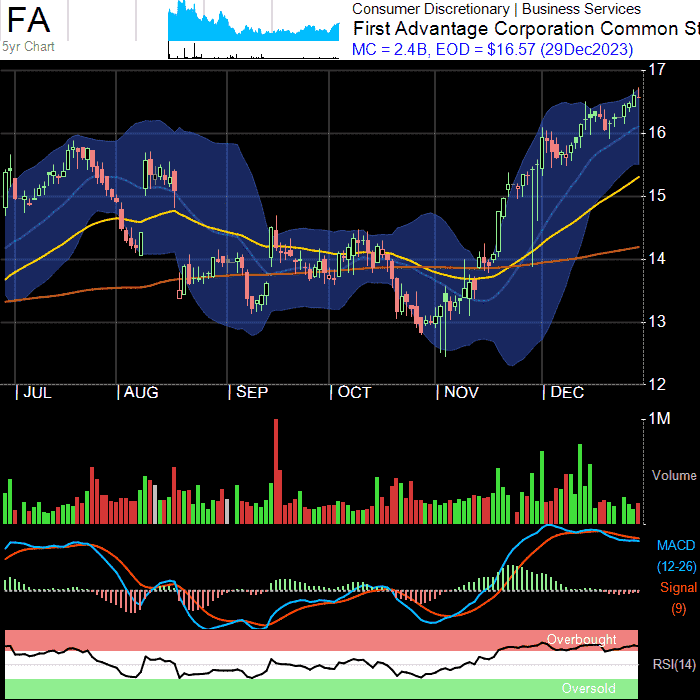 FA
5yr Chart
Consumer Discretionary | Business Services
First Advantage Corporation Common St
MC = 2.4B, EOD = $16.57 (29Dec2023)
17
16
15
14
13
12
JUL AUG SEP OCT NOV DEC
1M
Volume
MACD
(12-26)
Signal
(9)
Overbought
RSI(14)
Oversold